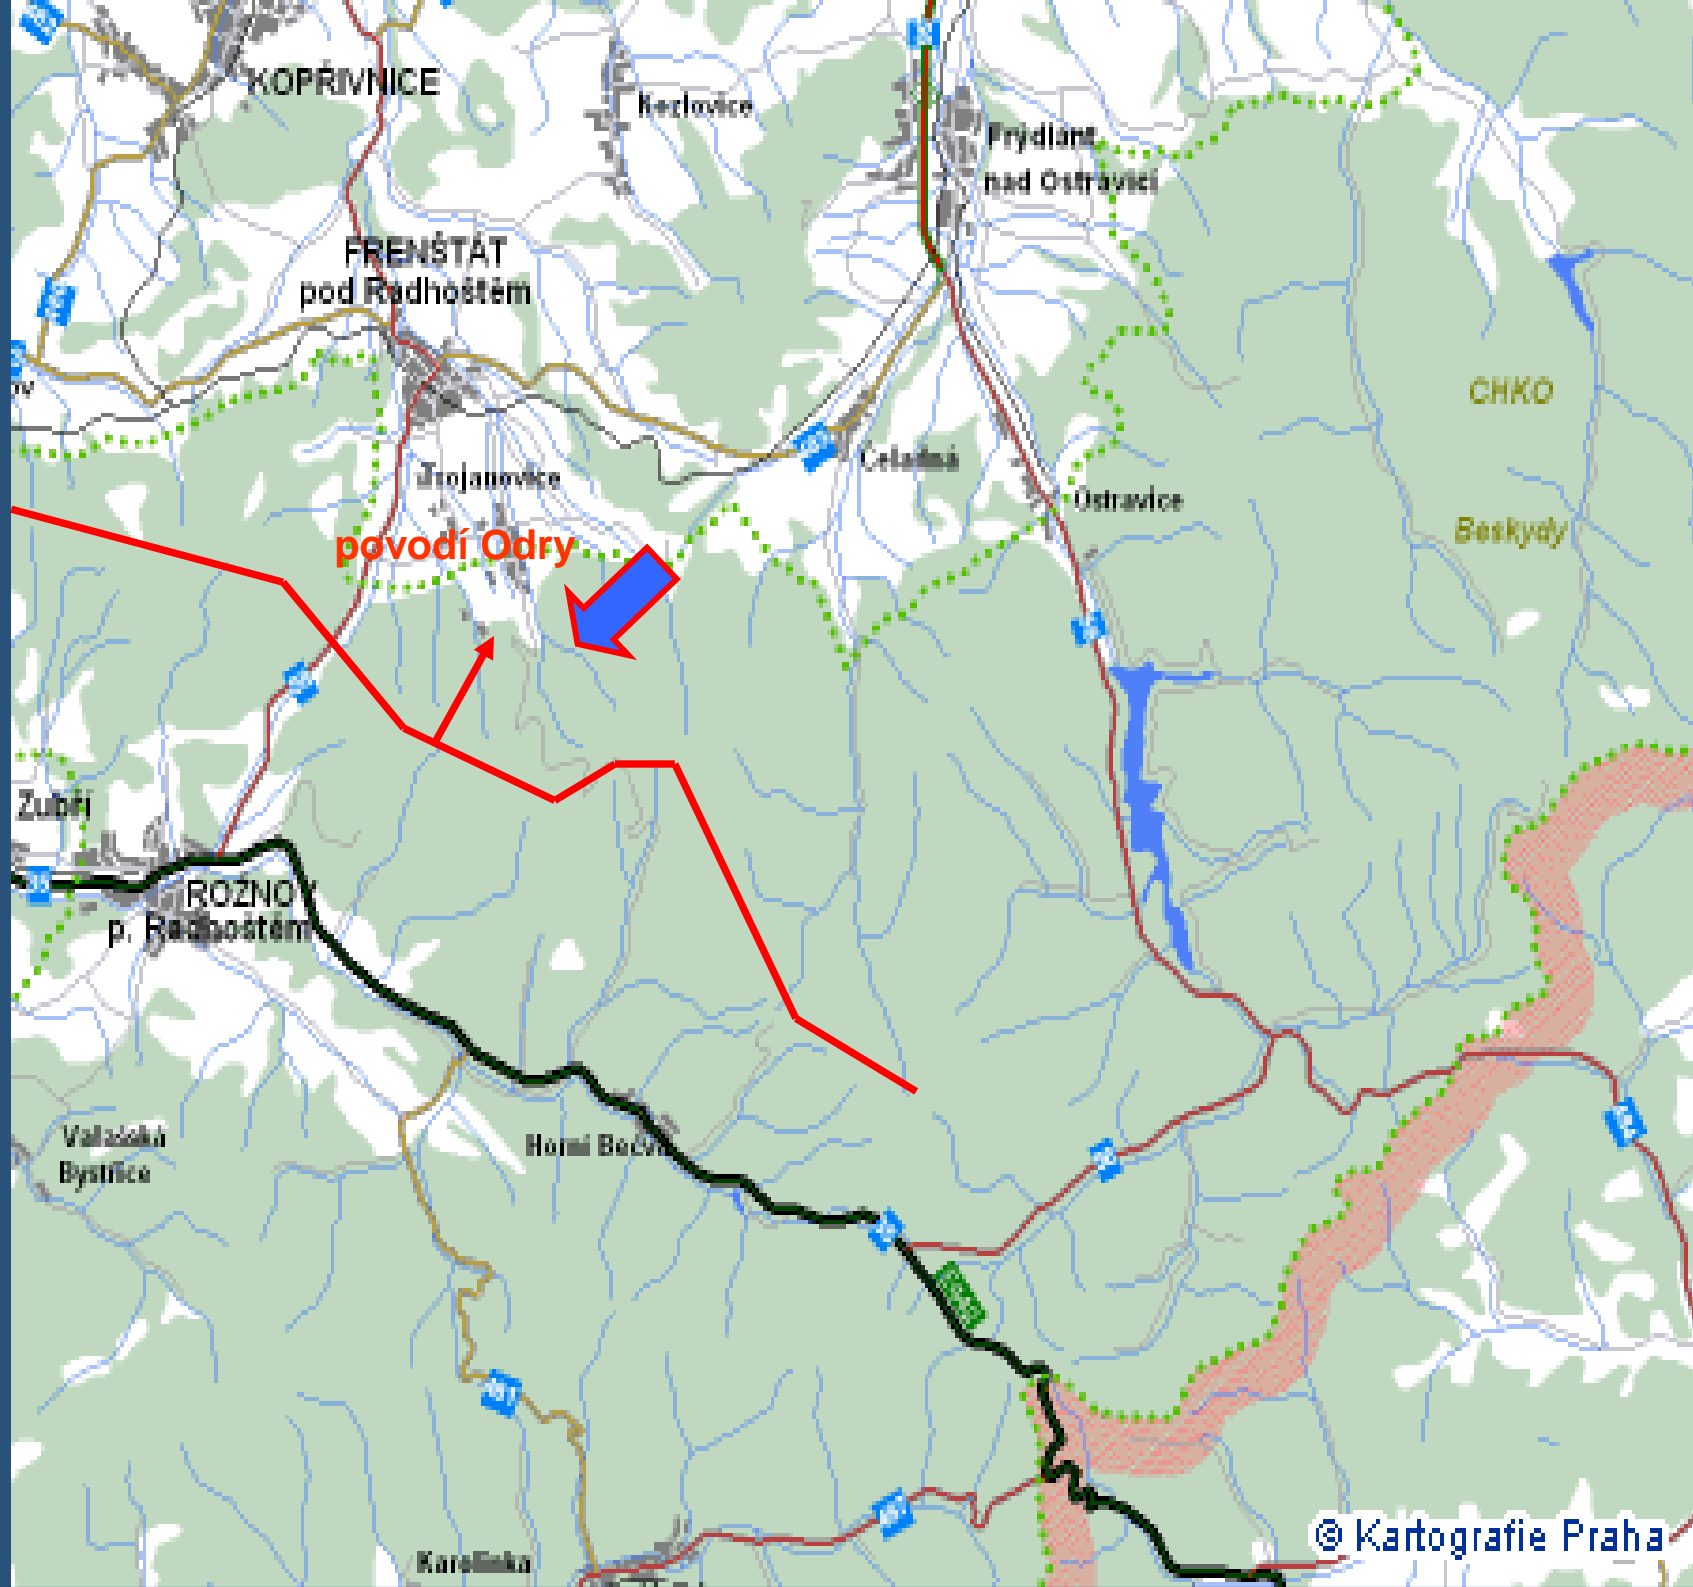 KOPŘIVNICE
Kozlovice
Frýdlant
nad Ostravicí
FRENŠTÁT
pod Radhoštěm
CHKO
Čeladná
Trojanovice
Ostravice
Beskydy
povodí Odry
Zubří
ROŽNOV
p. Radhoštěm
Valašská
Bystřice
Horní Bečva
Karolinka
© Kartografie Praha